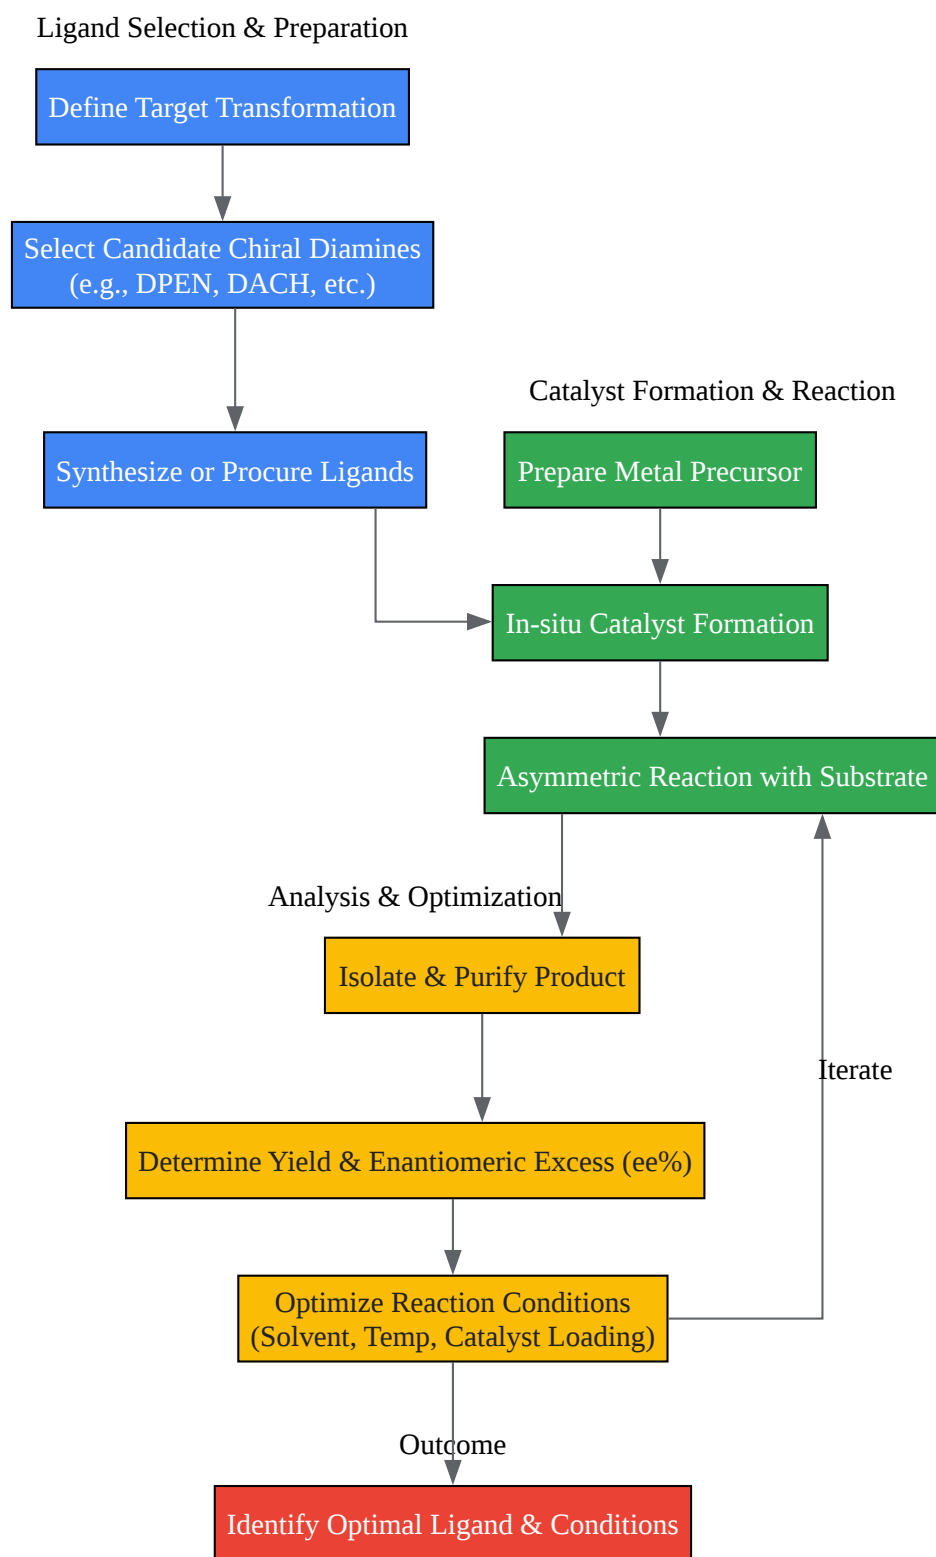 Ligand Selection & Preparation
Define Target Transformation
Select Candidate Chiral Diamines
(e.g., DPEN, DACH, etc.)
Catalyst Formation & Reaction
Synthesize or Procure Ligands
Prepare Metal Precursor
In-situ Catalyst Formation
Asymmetric Reaction with Substrate
Analysis & Optimization
Isolate & Purify Product
Iterate
Determine Yield & Enantiomeric Excess (ee%)
Optimize Reaction Conditions
(Solvent, Temp, Catalyst Loading)
Outcome
Identify Optimal Ligand & Conditions